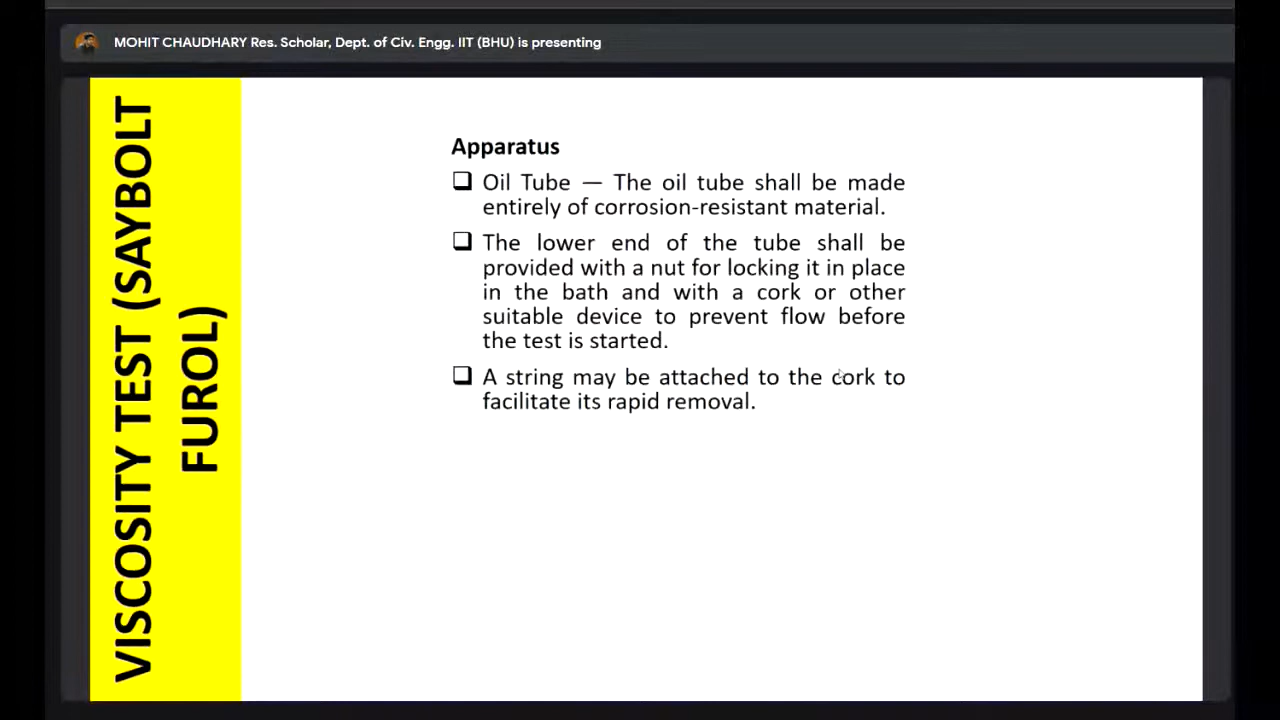 MOHIT CHAUDHARY Res. Scholar, Dept. of Civ. Engg. IIT (BHU) is presenting
VISCOSITY TEST (SAYBOLT
FUROL)
Apparatus
❑ Oil Tube — The oil tube shall be made
entirely of corrosion-resistant material.
❑ The lower end of the tube shall be
provided with a nut for locking it in place
in the bath and with a cork or other
suitable device to prevent flow before
the test is started.
❑ A string may be attached to the cork to
facilitate its rapid removal.